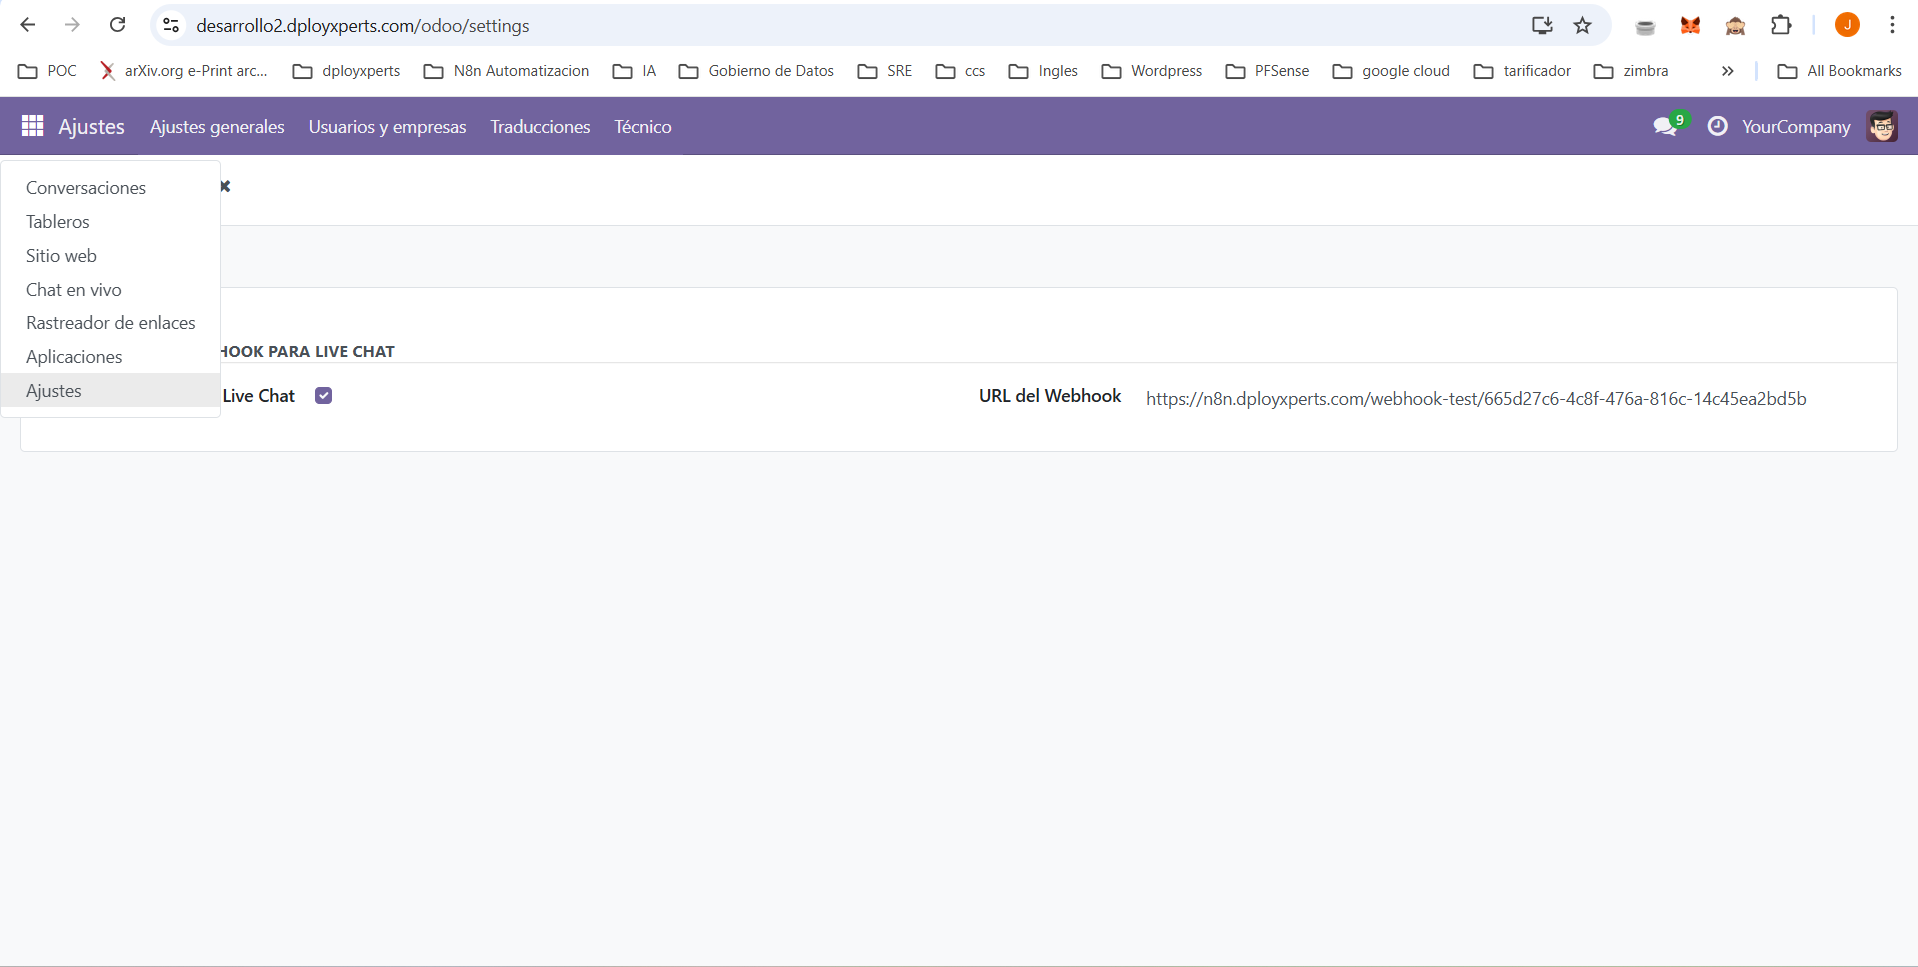 desarrollo2.dployxperts.com/odoo/settings
J
POC
arXiv.org e-Print arc...
dployxperts
N8n Automatizacion
IA
Gobierno de Datos
SRE
ccs
Ingles
Wordpress
PFSense
google cloud
tarificador
zimbra
All Bookmarks
Ajustes
Ajustes generales
Usuarios y empresas
Traducciones
Técnico
9
YourCompany
Conversaciones
Tableros
Sitio web
Chat en vivo
Rastreador de enlaces
Aplicaciones
Ajustes
HOOK PARA LIVE CHAT
Live Chat
URL del Webhook
https://n8n.dployxperts.com/webhook-test/665d27c6-4c8f-476a-816c-14c45ea2bd5b